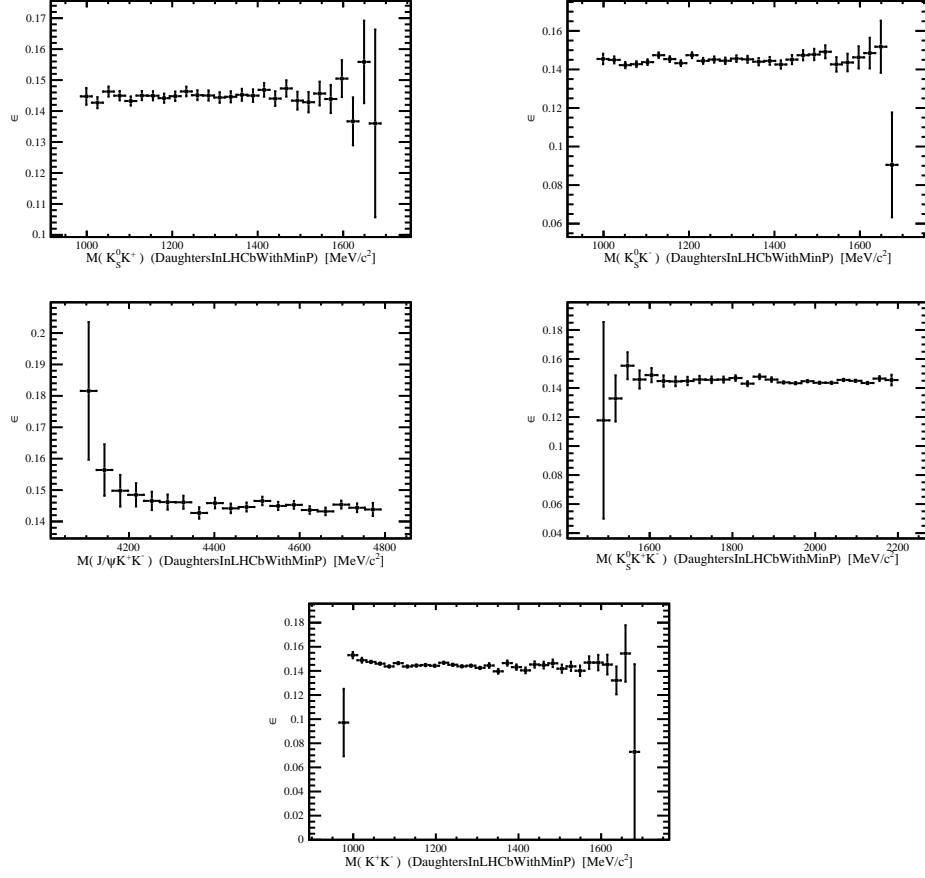 0.17
0.16
0.15
0.14
0.13
0.12
0.11
0.1
ϵ
1000 1200 1400 1600
M( K⁰SK⁺) (DaughtersInLHCbWithMinP) [MeV/c²]
0.16
0.14
0.12
0.1
0.08
0.06
ϵ
1000 1200 1400 1600
M( K⁰SK⁻) (DaughtersInLHCbWithMinP) [MeV/c²]
0.2
0.19
0.18
0.17
0.16
0.15
0.14
ϵ
4200 4400 4600 4800
M( J/ψK⁺K⁻) (DaughtersInLHCbWithMinP) [MeV/c²]
0.18
0.16
0.14
0.12
0.1
0.08
0.06
0.04
ϵ
1600 1800 2000 2200
M( K⁰SK⁺K⁻) (DaughtersInLHCbWithMinP) [MeV/c²]
0.18
0.16
0.14
0.12
0.1
0.08
0.06
0.04
0.02
0
ϵ
1000 1200 1400 1600
M( K⁺K⁻) (DaughtersInLHCbWithMinP) [MeV/c²]